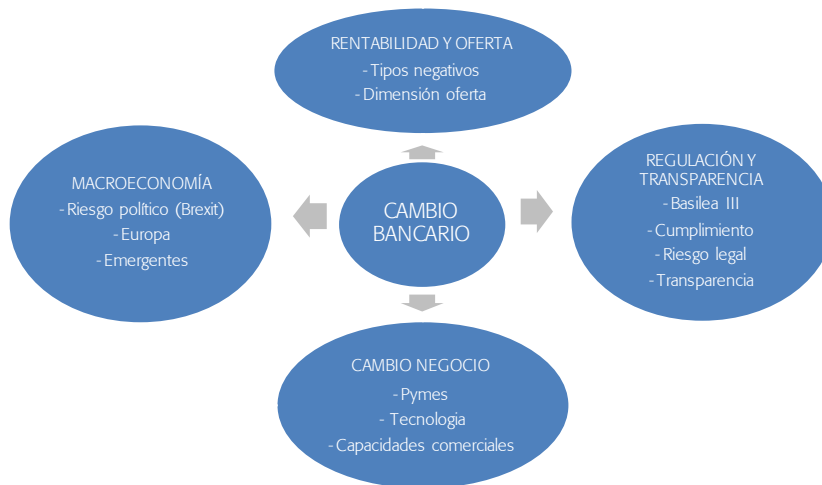 RENTABILIDAD Y OFERTA
- Tipos negativos
- Dimensión oferta
MACROECONOMÍA
- Riesgo político (Brexit)
- Europa
- Emergentes
CAMBIO
BANCARIO
REGULACIÓN Y
TRANSPARENCIA
- Basilea III
- Cumplimiento
- Riesgo legal
- Transparencia
CAMBIO NEGOCIO
- Pymes
- Tecnologia
- Capacidades comerciales